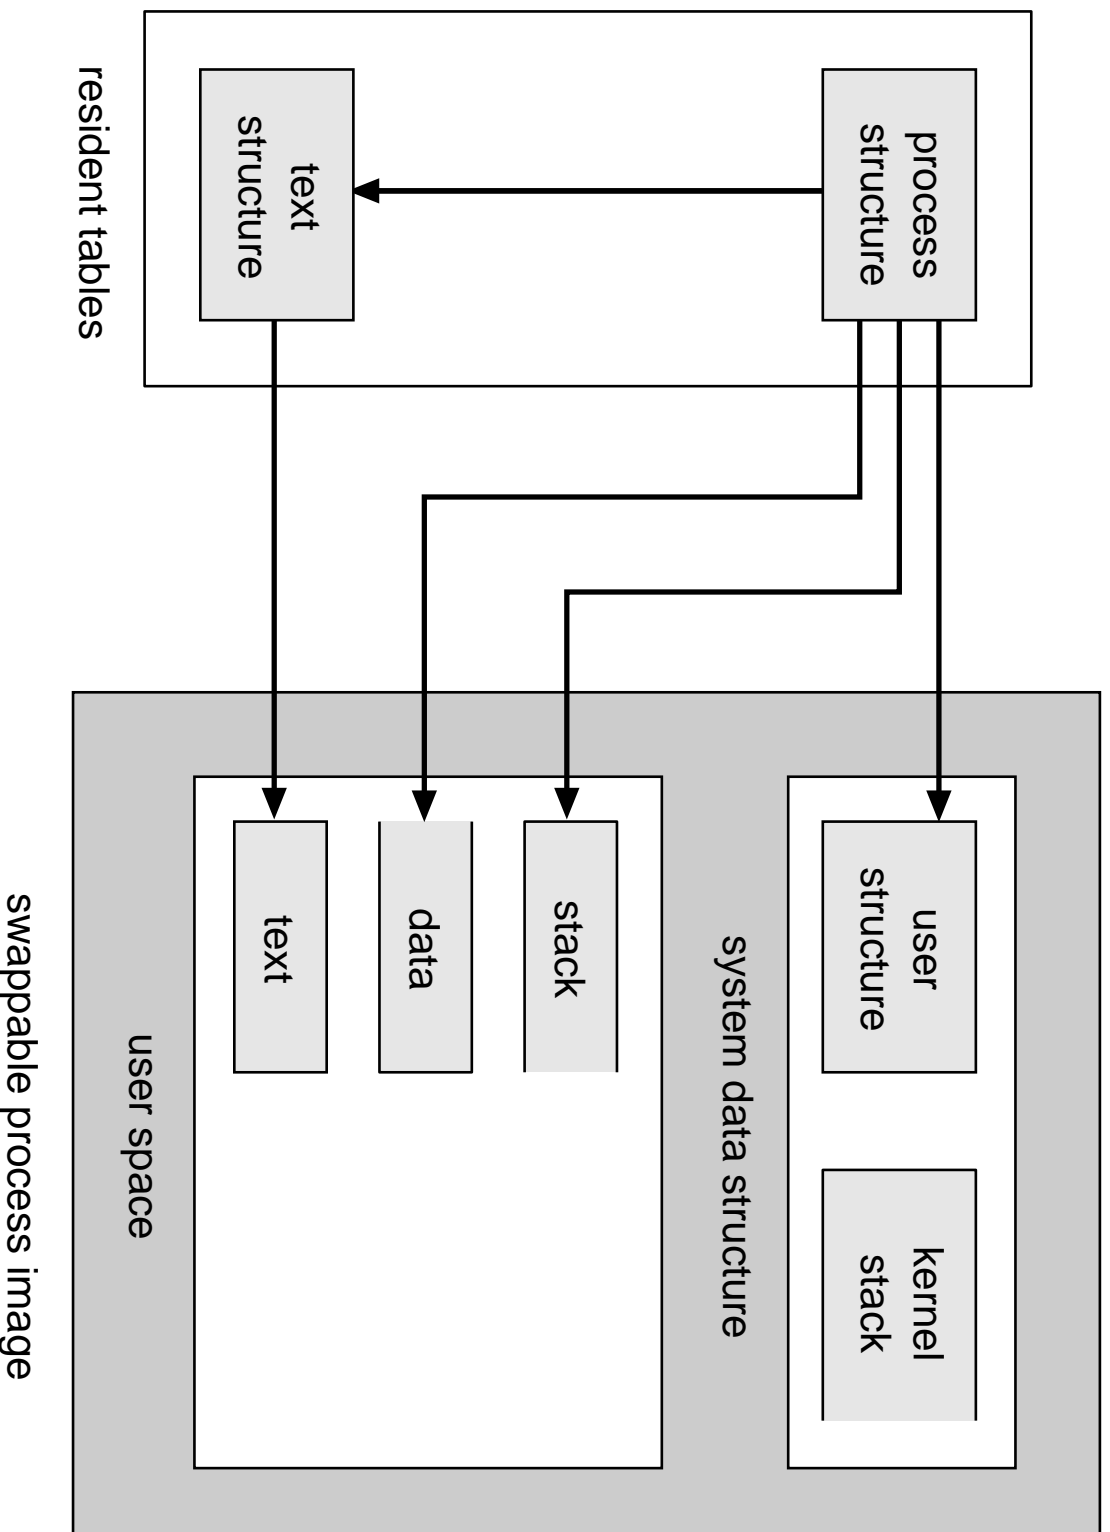 process
structure
text
structure
resident tables
user
structure
kernel
stack
system data structure
stack
data
text
user space
swappable process image